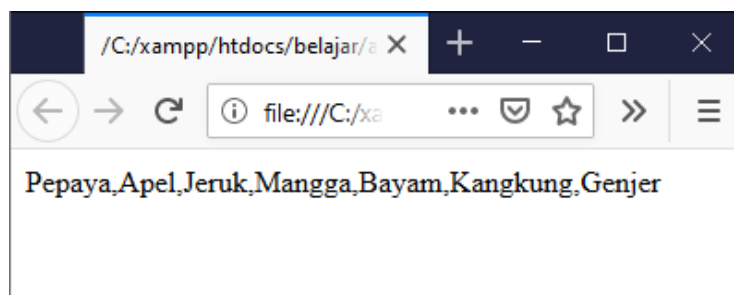 /C:/xampp/htdocs/belajar/a
file:///C:/xa
Pepaya,Apel,Jeruk,Mangga,Bayam,Kangkung,Genjer